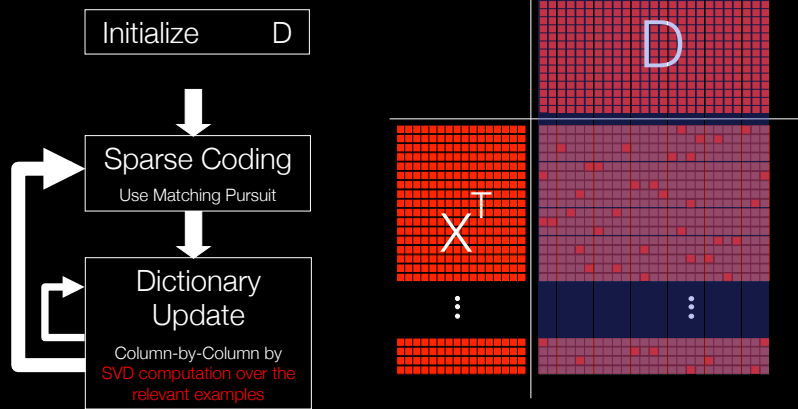 Initialize D
Sparse Coding
Use Matching Pursuit
Dictionary
Update
Column-by-Column by
SVD computation over the
relevant examples
D
X^T